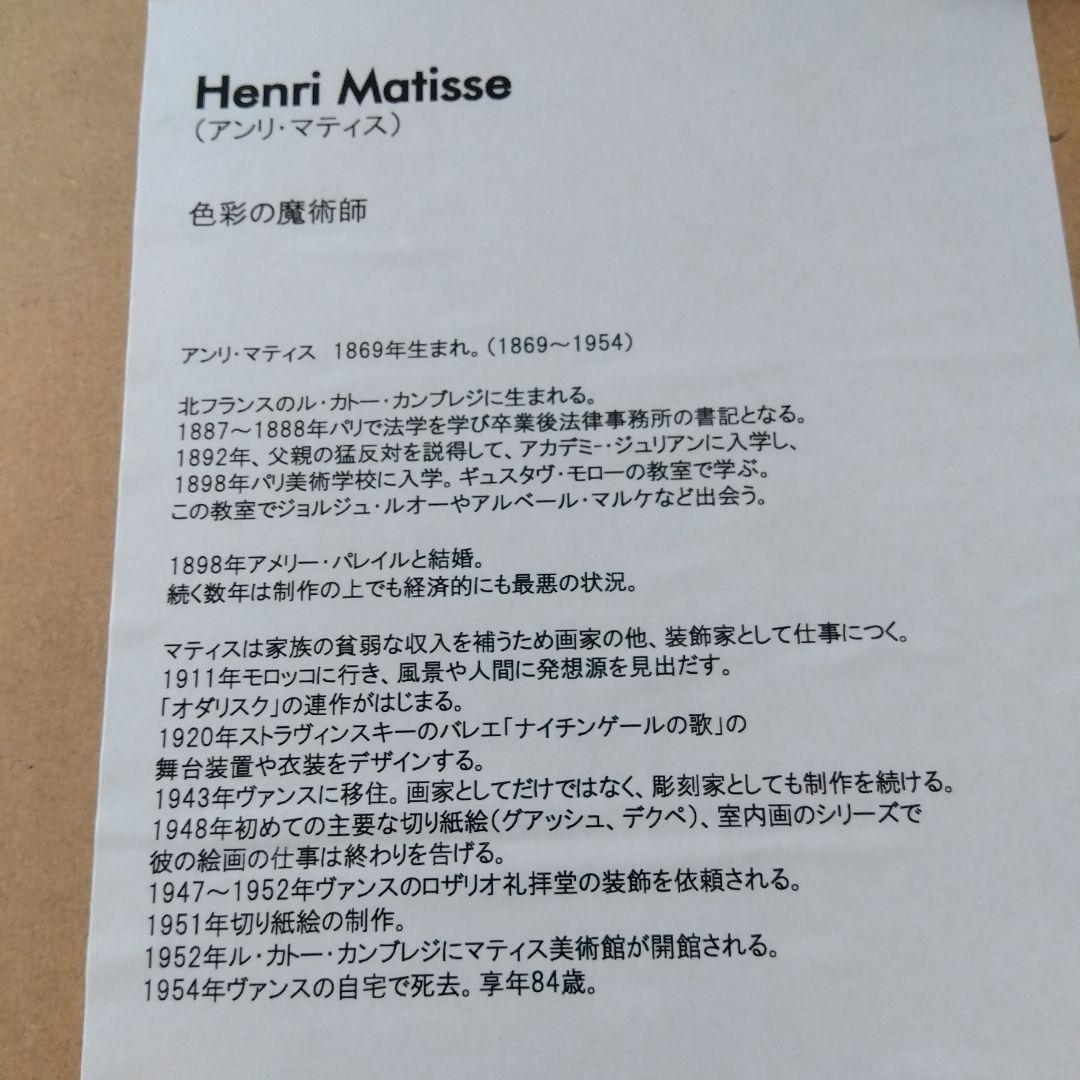 Henri Matisse
（アンリ・マティス）
色彩の魔術師
アンリ・マティス　1869年生まれ。（1869～1954）
北フランスのル・カトー・カンブレジに生まれる。
1887～1888年パリで法学を学び卒業後法律事務所の書記となる。
1892年、父親の猛反対を説得して、アカデミー・ジュリアンに入学し、
1898年パリ美術学校に入学。ギュスタヴ・モローの教室で学ぶ。
この教室でジョルジュ・ルオーやアルベール・マルケなど出会う。
1898年アメリー・パレイルと結婚。
続く数年は制作の上でも経済的にも最悪の状況。
マティスは家族の貧弱な収入を補うため画家の他、装飾家として仕事につく。
1911年モロッコに行き、風景や人間に発想源を見出だす。
「オダリスク」の連作がはじまる。
1920年ストラヴィンスキーのバレエ「ナイチンゲールの歌」の
舞台装置や衣装をデザインする。
1943年ヴァンスに移住。画家としてだけではなく、彫刻家としても制作を続ける。
1948年初めての主要な切り紙絵（グアッシュ、デクペ）、室内画のシリーズで
彼の絵画の仕事は終わりを告げる。
1947～1952年ヴァンスのロザリオ礼拝堂の装飾を依頼される。
1951年切り紙絵の制作。
1952年ル・カトー・カンブレジにマティス美術館が開館される。
1954年ヴァンスの自宅で死去。享年84歳。